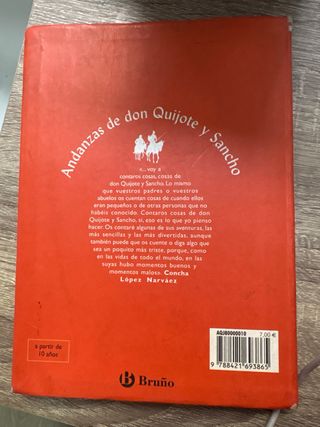 Andanzas de don Quijote y Sancho
«... voy a
contaros cosas, cosas de
don Quijote y Sancho. Lo mismo
que vuestros padres o vuestros
abuelos os cuentan cosas de cuando ellos
eran pequeños o de otras personas que no
habéis conocido. Contaros cosas de don
Quijote y Sancho, sí, eso es lo que yo pienso
hacer. Os contaré algunas de sus aventuras, las
más sencillas y las más divertidas, aunque
también puede que os cuente o diga algo que
sea un poquito más triste, porque, como
en las vidas de todo el mundo, en las
suyas hubo momentos buenos y
momentos malos». Concha
López Narváez
a partir de
10 años
AQJ80000010 7,00 €
9 788421 693865
Bruño